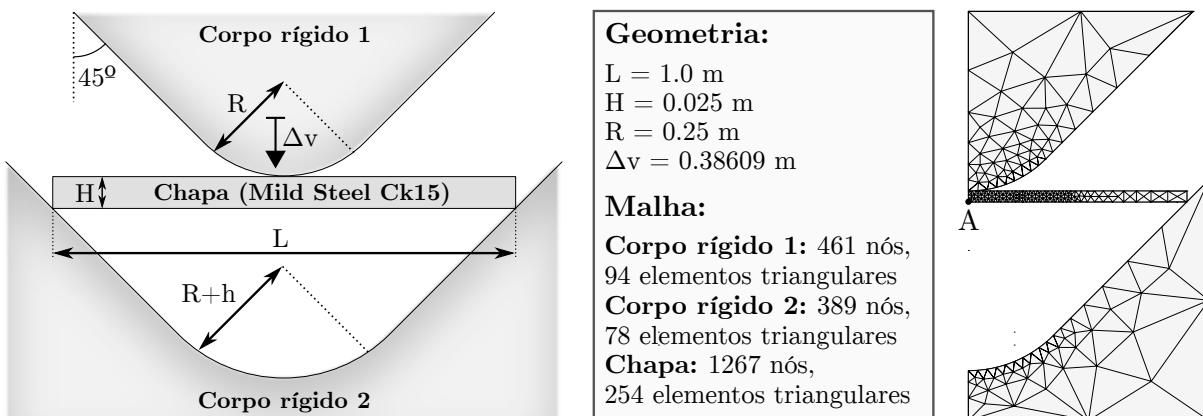 Corpo rígido 1
45º
R
Δv
H
Chapa (Mild Steel Ck15)
L
R+h
Corpo rígido 2
Geometria:
L = 1.0 m
H = 0.025 m
R = 0.25 m
Δv = 0.38609 m
Malha:
Corpo rígido 1: 461 nós,
94 elementos triangulares
Corpo rígido 2: 389 nós,
78 elementos triangulares
Chapa: 1267 nós,
254 elementos triangulares
A